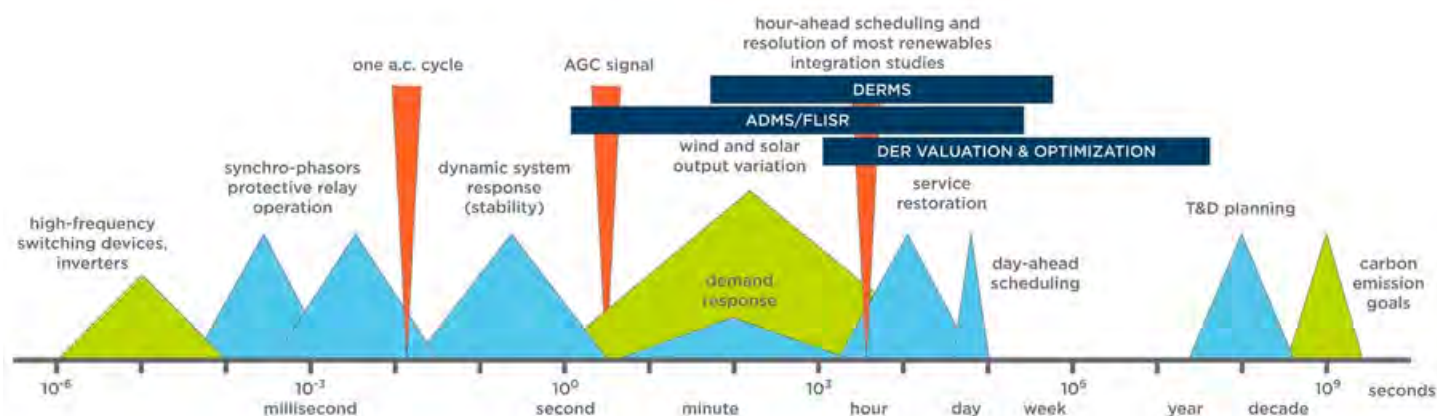 hour-ahead scheduling and
resolution of most renewables
integration studies
one a.c. cycle
AGC signal
DERMS
ADMS/FLISR
DER VALUATION & OPTIMIZATION
wind and solar
output variation
synchro-phasors
protective relay
operation
dynamic system
response
(stability)
service
restoration
high-frequency
switching devices,
inverters
T&D planning
demand
response
day-ahead
scheduling
carbon
emission
goals
10⁻⁶ 10⁻³ 10⁰ 10³ 10⁶ 10⁹ seconds
millisecond second minute hour day week year decade